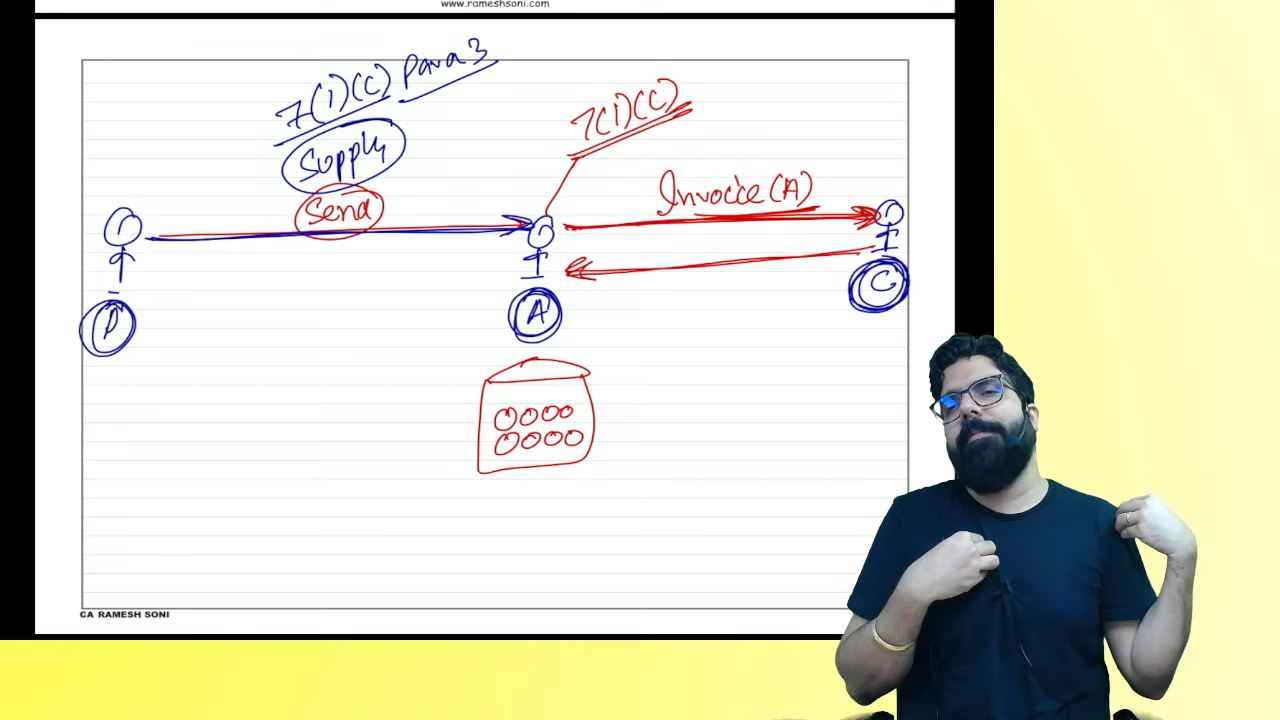 www.rameshsoni.com
7(1)(C) Para 3
Supply
Send
7(1)(C)
Invoice (A)
P
A
C
CA RAMESH SONI